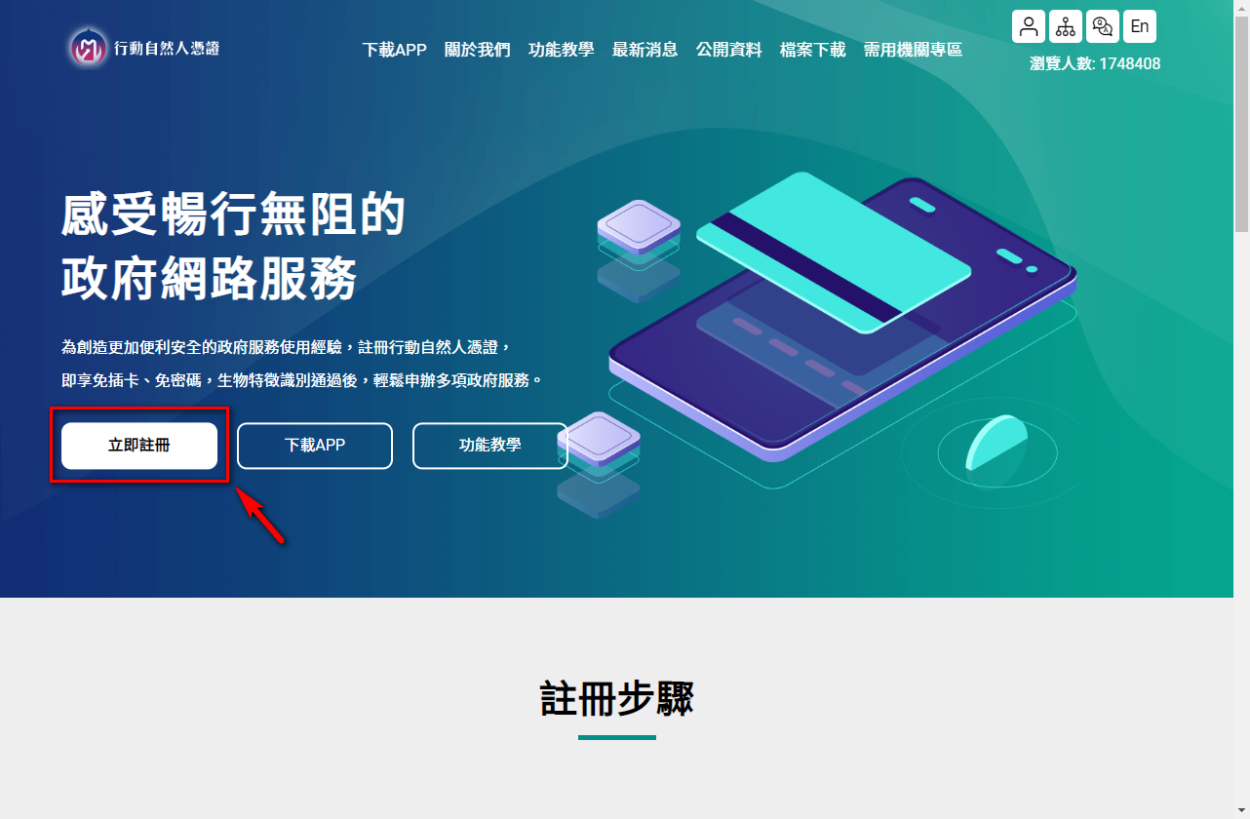 行動自然人憑證
下載APP 關於我們 功能教學 最新消息 公開資料 檔案下載 需用機關專區
En
瀏覽人數: 1748408
感受暢行無阻的
政府網路服務
為創造更加便利安全的政府服務使用經驗，註冊行動自然人憑證，
即享免插卡、免密碼，生物特徵識別通過後，輕鬆申辦多項政府服務。
立即註冊 下載APP 功能教學
註冊步驟